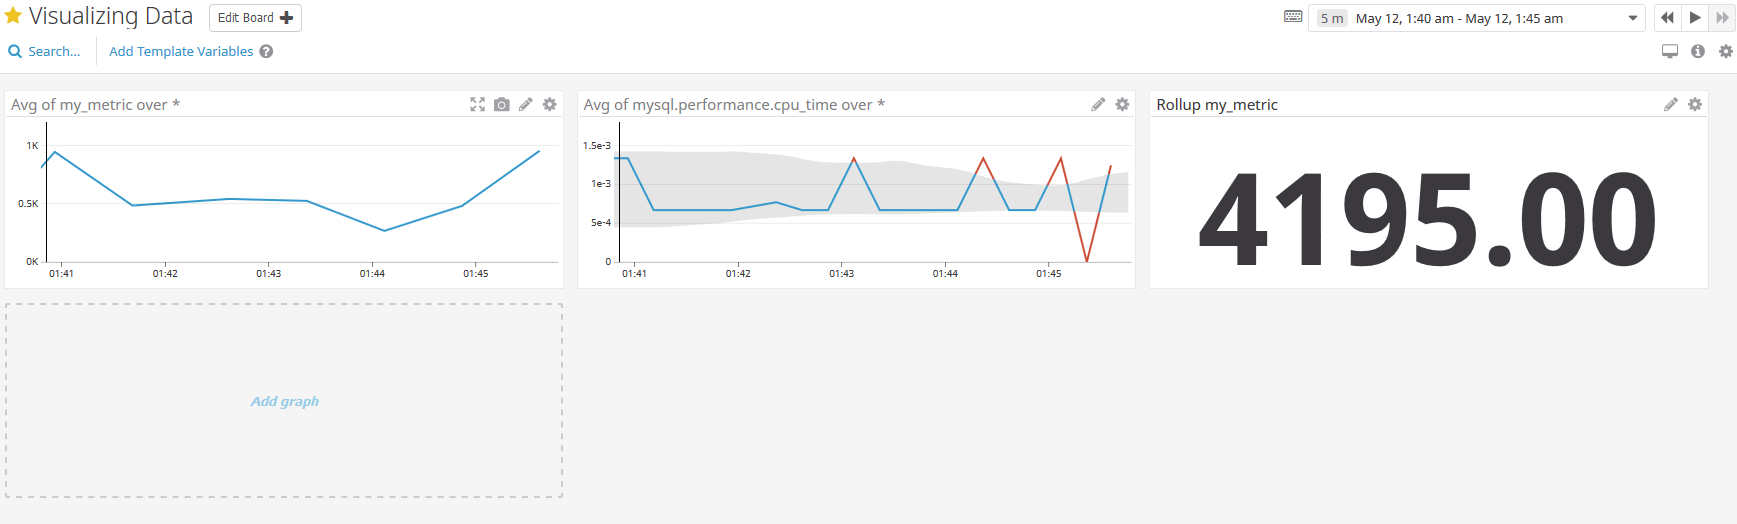 Visualizing Data
Edit Board
5 m May 12, 1:40 am - May 12, 1:45 am
Search...
Add Template Variables
Avg of my_metric over *
1K
0.5K
0K
01:41 01:42 01:43 01:44 01:45
Avg of mysql.performance.cpu_time over *
1.5e-3
1e-3
5e-4
0
01:41 01:42 01:43 01:44 01:45
Rollup my_metric
4195.00
Add graph